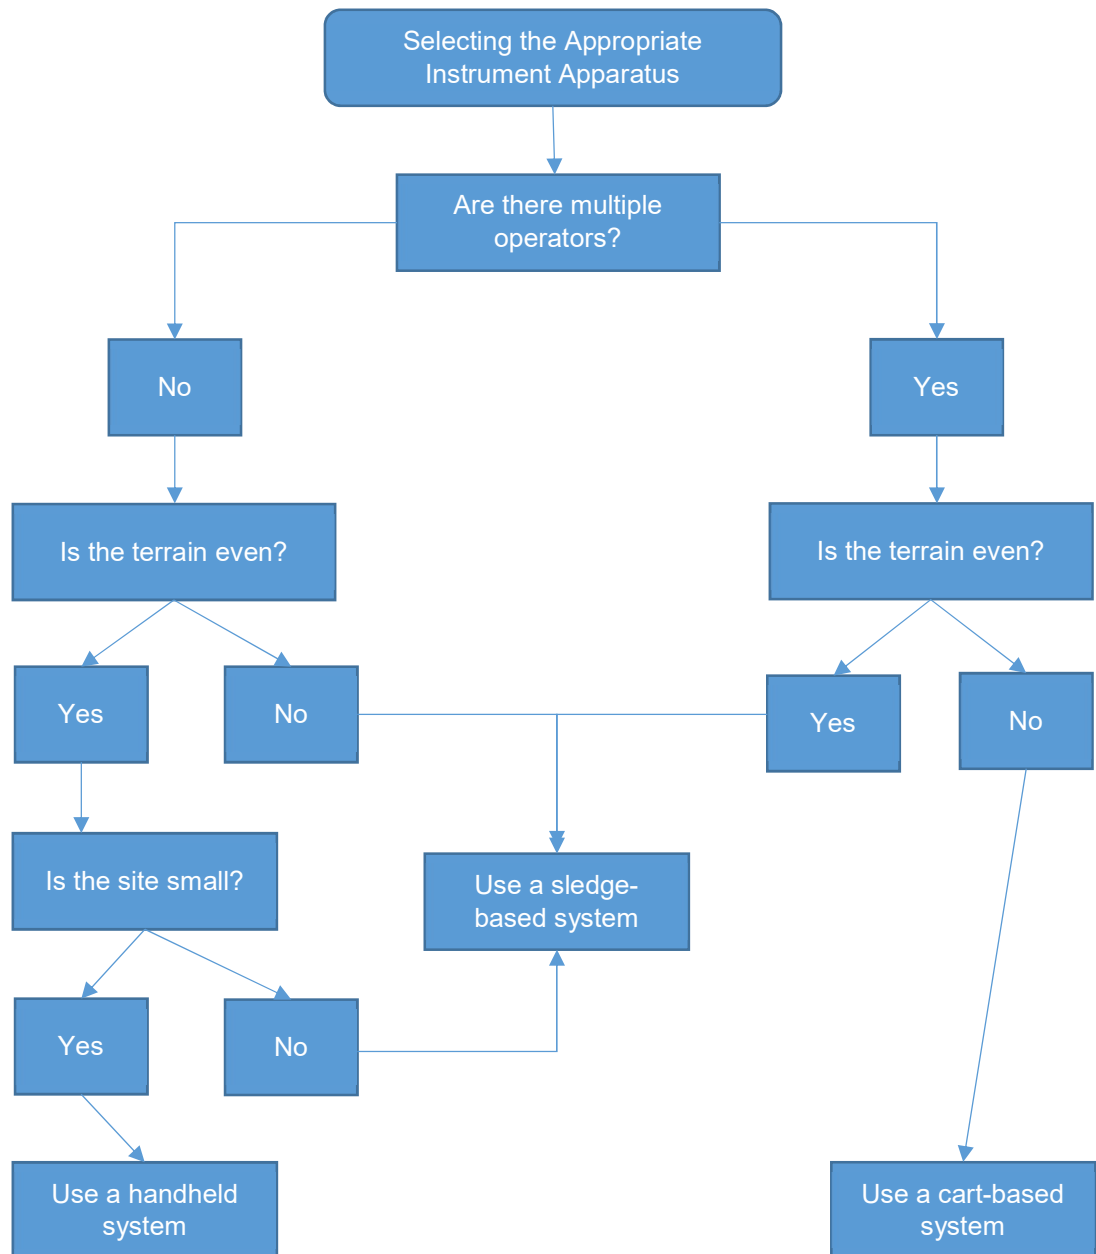 Selecting the Appropriate
Instrument Apparatus
Are there multiple
operators?
No
Yes
Is the terrain even?
Is the terrain even?
Yes
No
Yes
No
Is the site small?
Use a sledge-
based system
Yes
No
Use a handheld
system
Use a cart-based
system